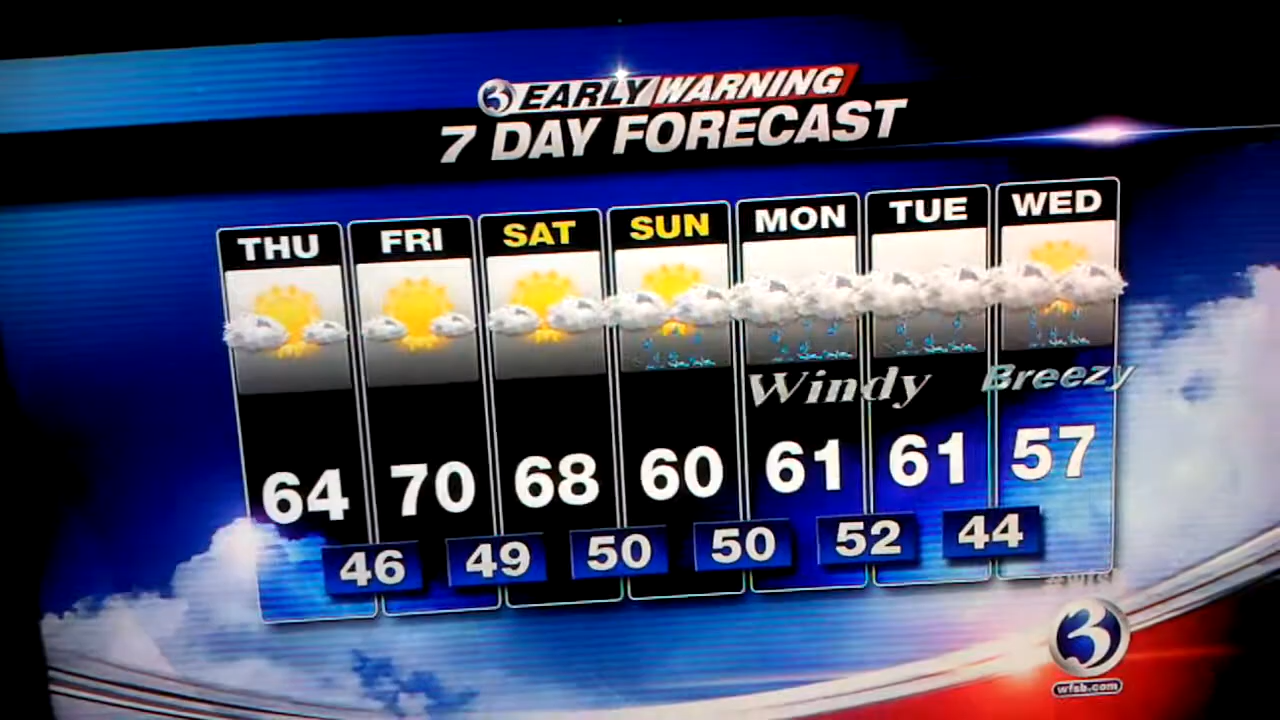 3 EARLY WARNING
7 DAY FORECAST
THU FRI SAT SUN MON TUE WED
Windy Breezy
64 70 68 60 61 61 57
46 49 50 50 52 44
3
wfsb.com